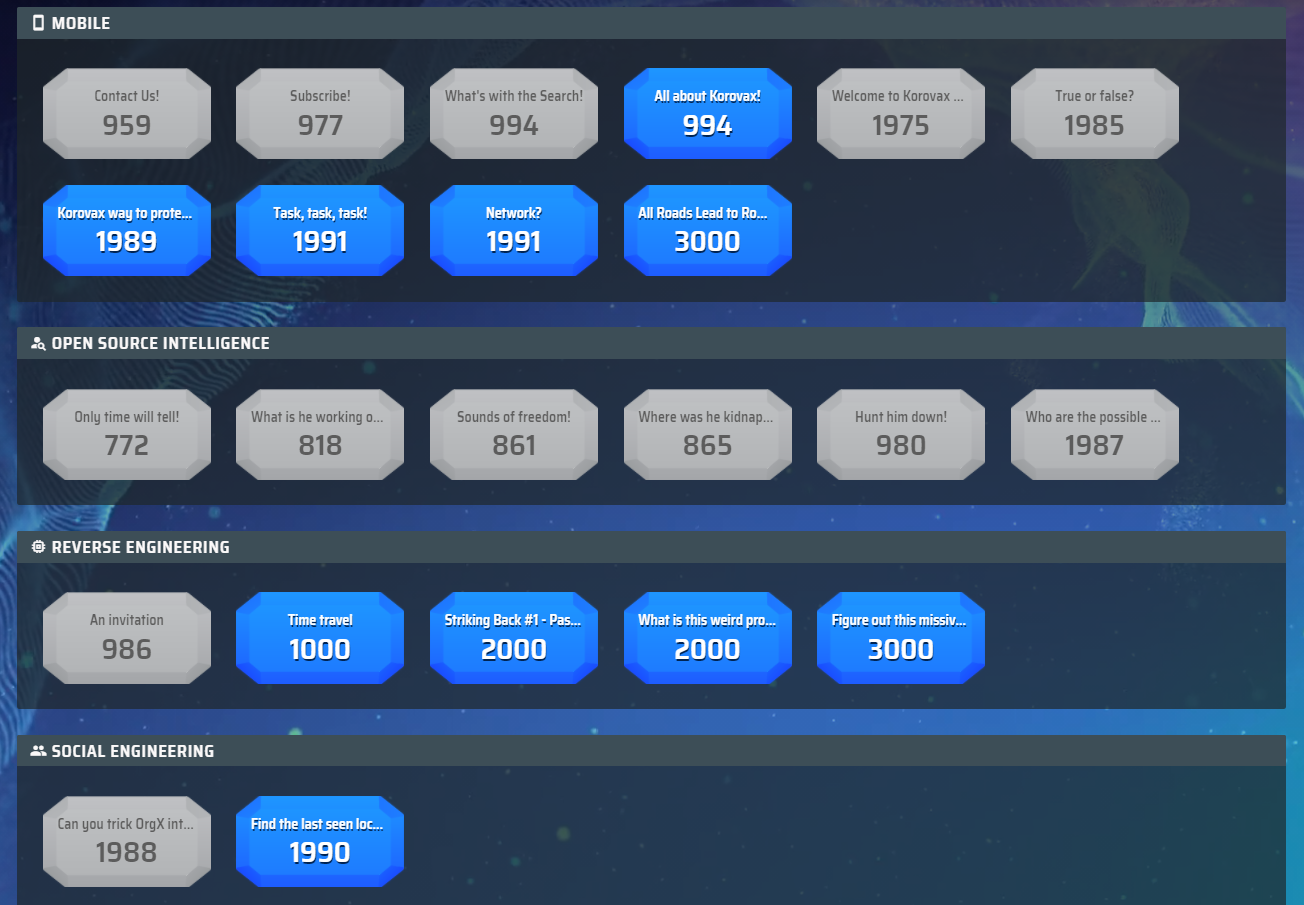 MOBILE
Contact Us!
959
Subscribe!
977
What's with the Search!
994
All about Korovax!
994
Welcome to Korovax ...
1975
True or false?
1985
Korovax way to prote...
1989
Task, task, task!
1991
Network?
1991
All Roads Lead to Ro...
3000
OPEN SOURCE INTELLIGENCE
Only time will tell!
772
What is he working o...
818
Sounds of freedom!
861
Where was he kidnap...
865
Hunt him down!
980
Who are the possible ...
1987
REVERSE ENGINEERING
An invitation
986
Time travel
1000
Striking Back #1 - Pas...
2000
What is this weird pro...
2000
Figure out this missiv...
3000
SOCIAL ENGINEERING
Can you trick OrgX int...
1988
Find the last seen loc...
1990